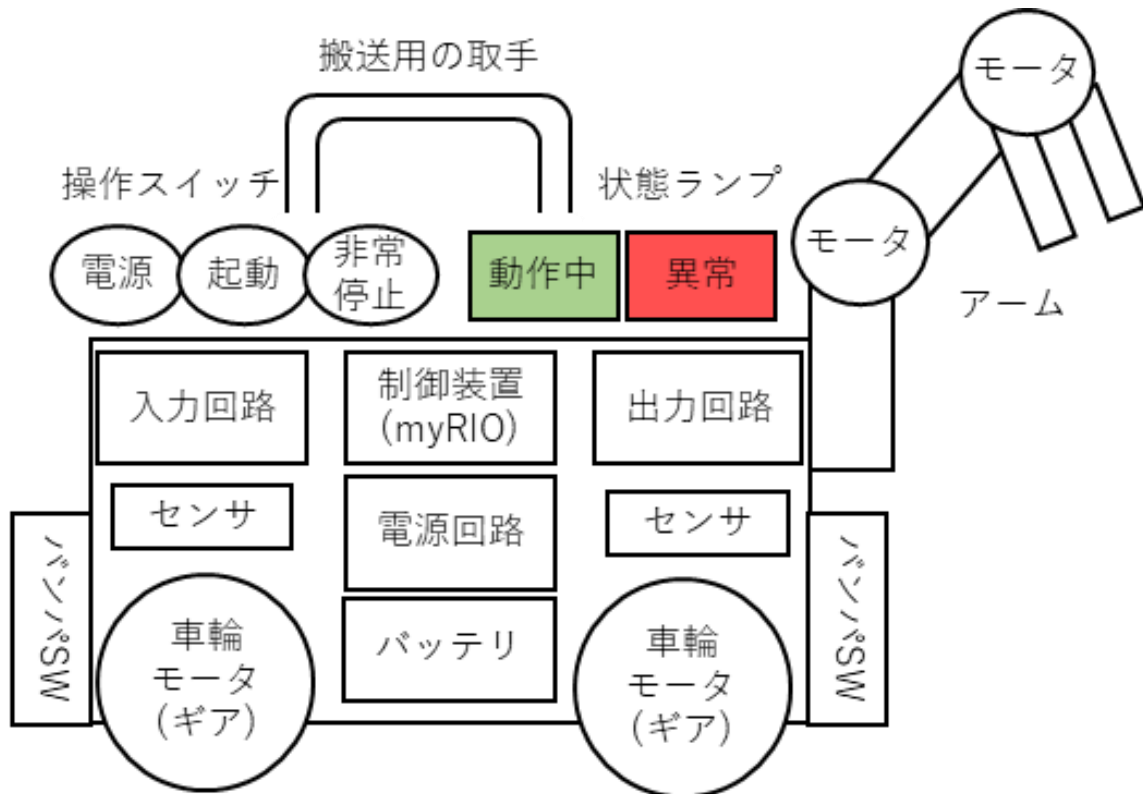 搬送用の取手
モータ
操作スイッチ
状態ランプ
電源
起動
非常
停止
動作中
異常
モータ
アーム
入力回路
制御装置
(myRIO)
出力回路
センサ
電源回路
センサ
バンパSW
車輪
モータ
(ギア)
バッテリ
車輪
モータ
(ギア)
バンパSW